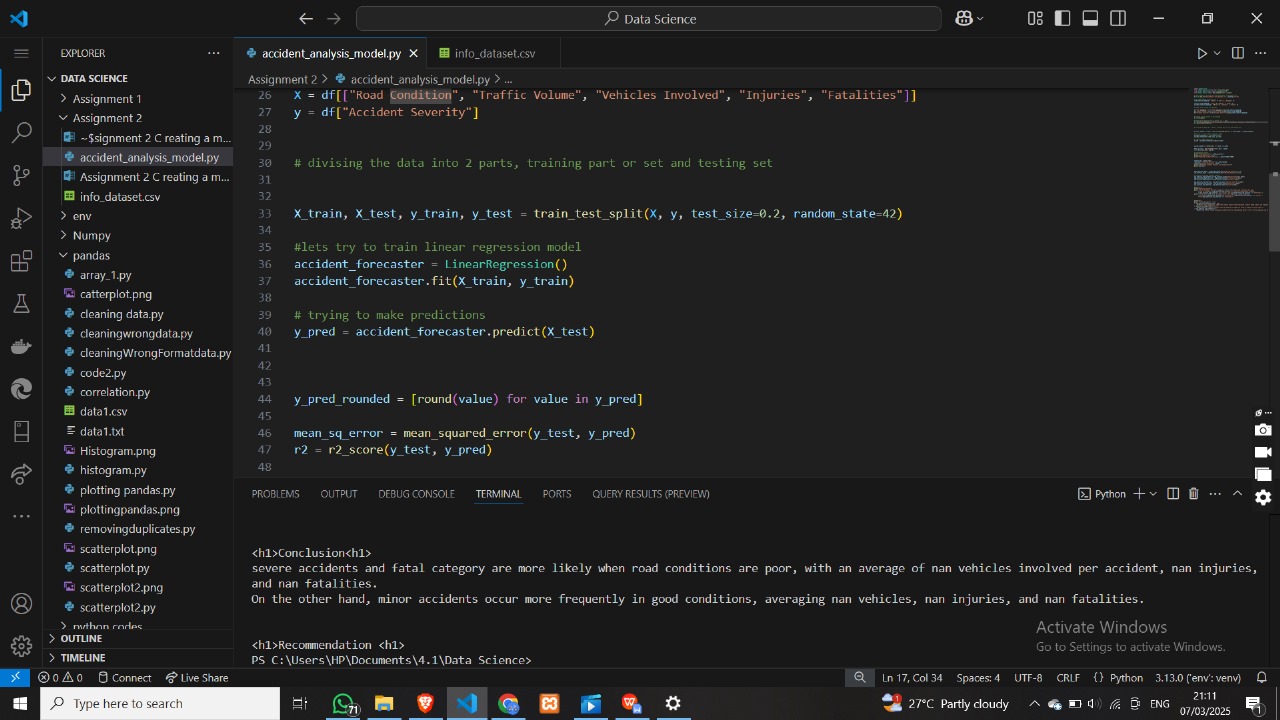 Data Science
EXPLORER
accident_analysis_model.py
info_dataset.csv
DATA SCIENCE
Assignment 1
Assignment 2
~$signment 2 C reating a m...
accident_analysis_model.py
Assignment 2 C reating a m...
info_dataset.csv
env
Numpy
pandas
array_1.py
catterplot.png
cleaning data.py
cleaningwrongdata.py
cleaningWrongFormatdata.py
code2.py
correlation.py
data1.csv
data1.txt
Histogram.png
histogram.py
plotting pandas.py
plottingpandas.png
removingduplicates.py
scatterplot.png
scatterplot.py
scatterplot2.png
scatterplot2.py
python codes
OUTLINE
TIMELINE
Assignment 2 > accident_analysis_model.py > ...
26 X = df[["Road Condition", "Traffic Volume", "Vehicles Involved", "Injuries", "Fatalities"]]
27 y = df["Accident Severity"]
28
29
30 # divising the data into 2 parts, training part or set and testing set
31
32
33 X_train, X_test, y_train, y_test = train_test_split(X, y, test_size=0.2, random_state=42)
34
35 #lets try to train linear regression model
36 accident_forecaster = LinearRegression()
37 accident_forecaster.fit(X_train, y_train)
38
39 # trying to make predictions
40 y_pred = accident_forecaster.predict(X_test)
41
42
43
44 y_pred_rounded = [round(value) for value in y_pred]
45
46 mean_sq_error = mean_squared_error(y_test, y_pred)
47 r2 = r2_score(y_test, y_pred)
48
PROBLEMS OUTPUT DEBUG CONSOLE TERMINAL PORTS QUERY RESULTS (PREVIEW)
Python
<h1>Conclusion<h1>
severe accidents and fatal category are more likely when road conditions are poor, with an average of nan vehicles involved per accident, nan injuries,
and nan fatalities.
On the other hand, minor accidents occur more frequently in good conditions, averaging nan vehicles, nan injuries, and nan fatalities.
<h1>Recommendation <h1>
PS C:\Users\HP\Documents\4.1\Data Science>
Activate Windows
Go to Settings to activate Windows.
0 0 Connect Live Share
Ln 17, Col 34 Spaces: 4 UTF-8 CRLF {} Python 3.13.0 ('env': venv)
Type here to search
71
1
27°C Partly cloudy
ENG
21:11
07/03/2025
1